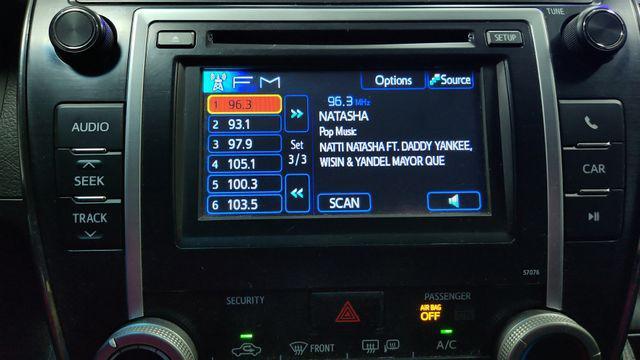 TUNE
SETUP
FM
Options
Source
1 96.3
2 93.1
3 97.9
4 105.1
5 100.3
6 103.5
Set
3/3
96.3 MHz
NATASHA
Pop Music
NATTI NATASHA FT. DADDY YANKEE,
WISIN & YANDEL MAYOR QUE
SCAN
AUDIO
SEEK
TRACK
CAR
57076
SECURITY
PASSENGER
AIR BAG
OFF
FRONT
A/C